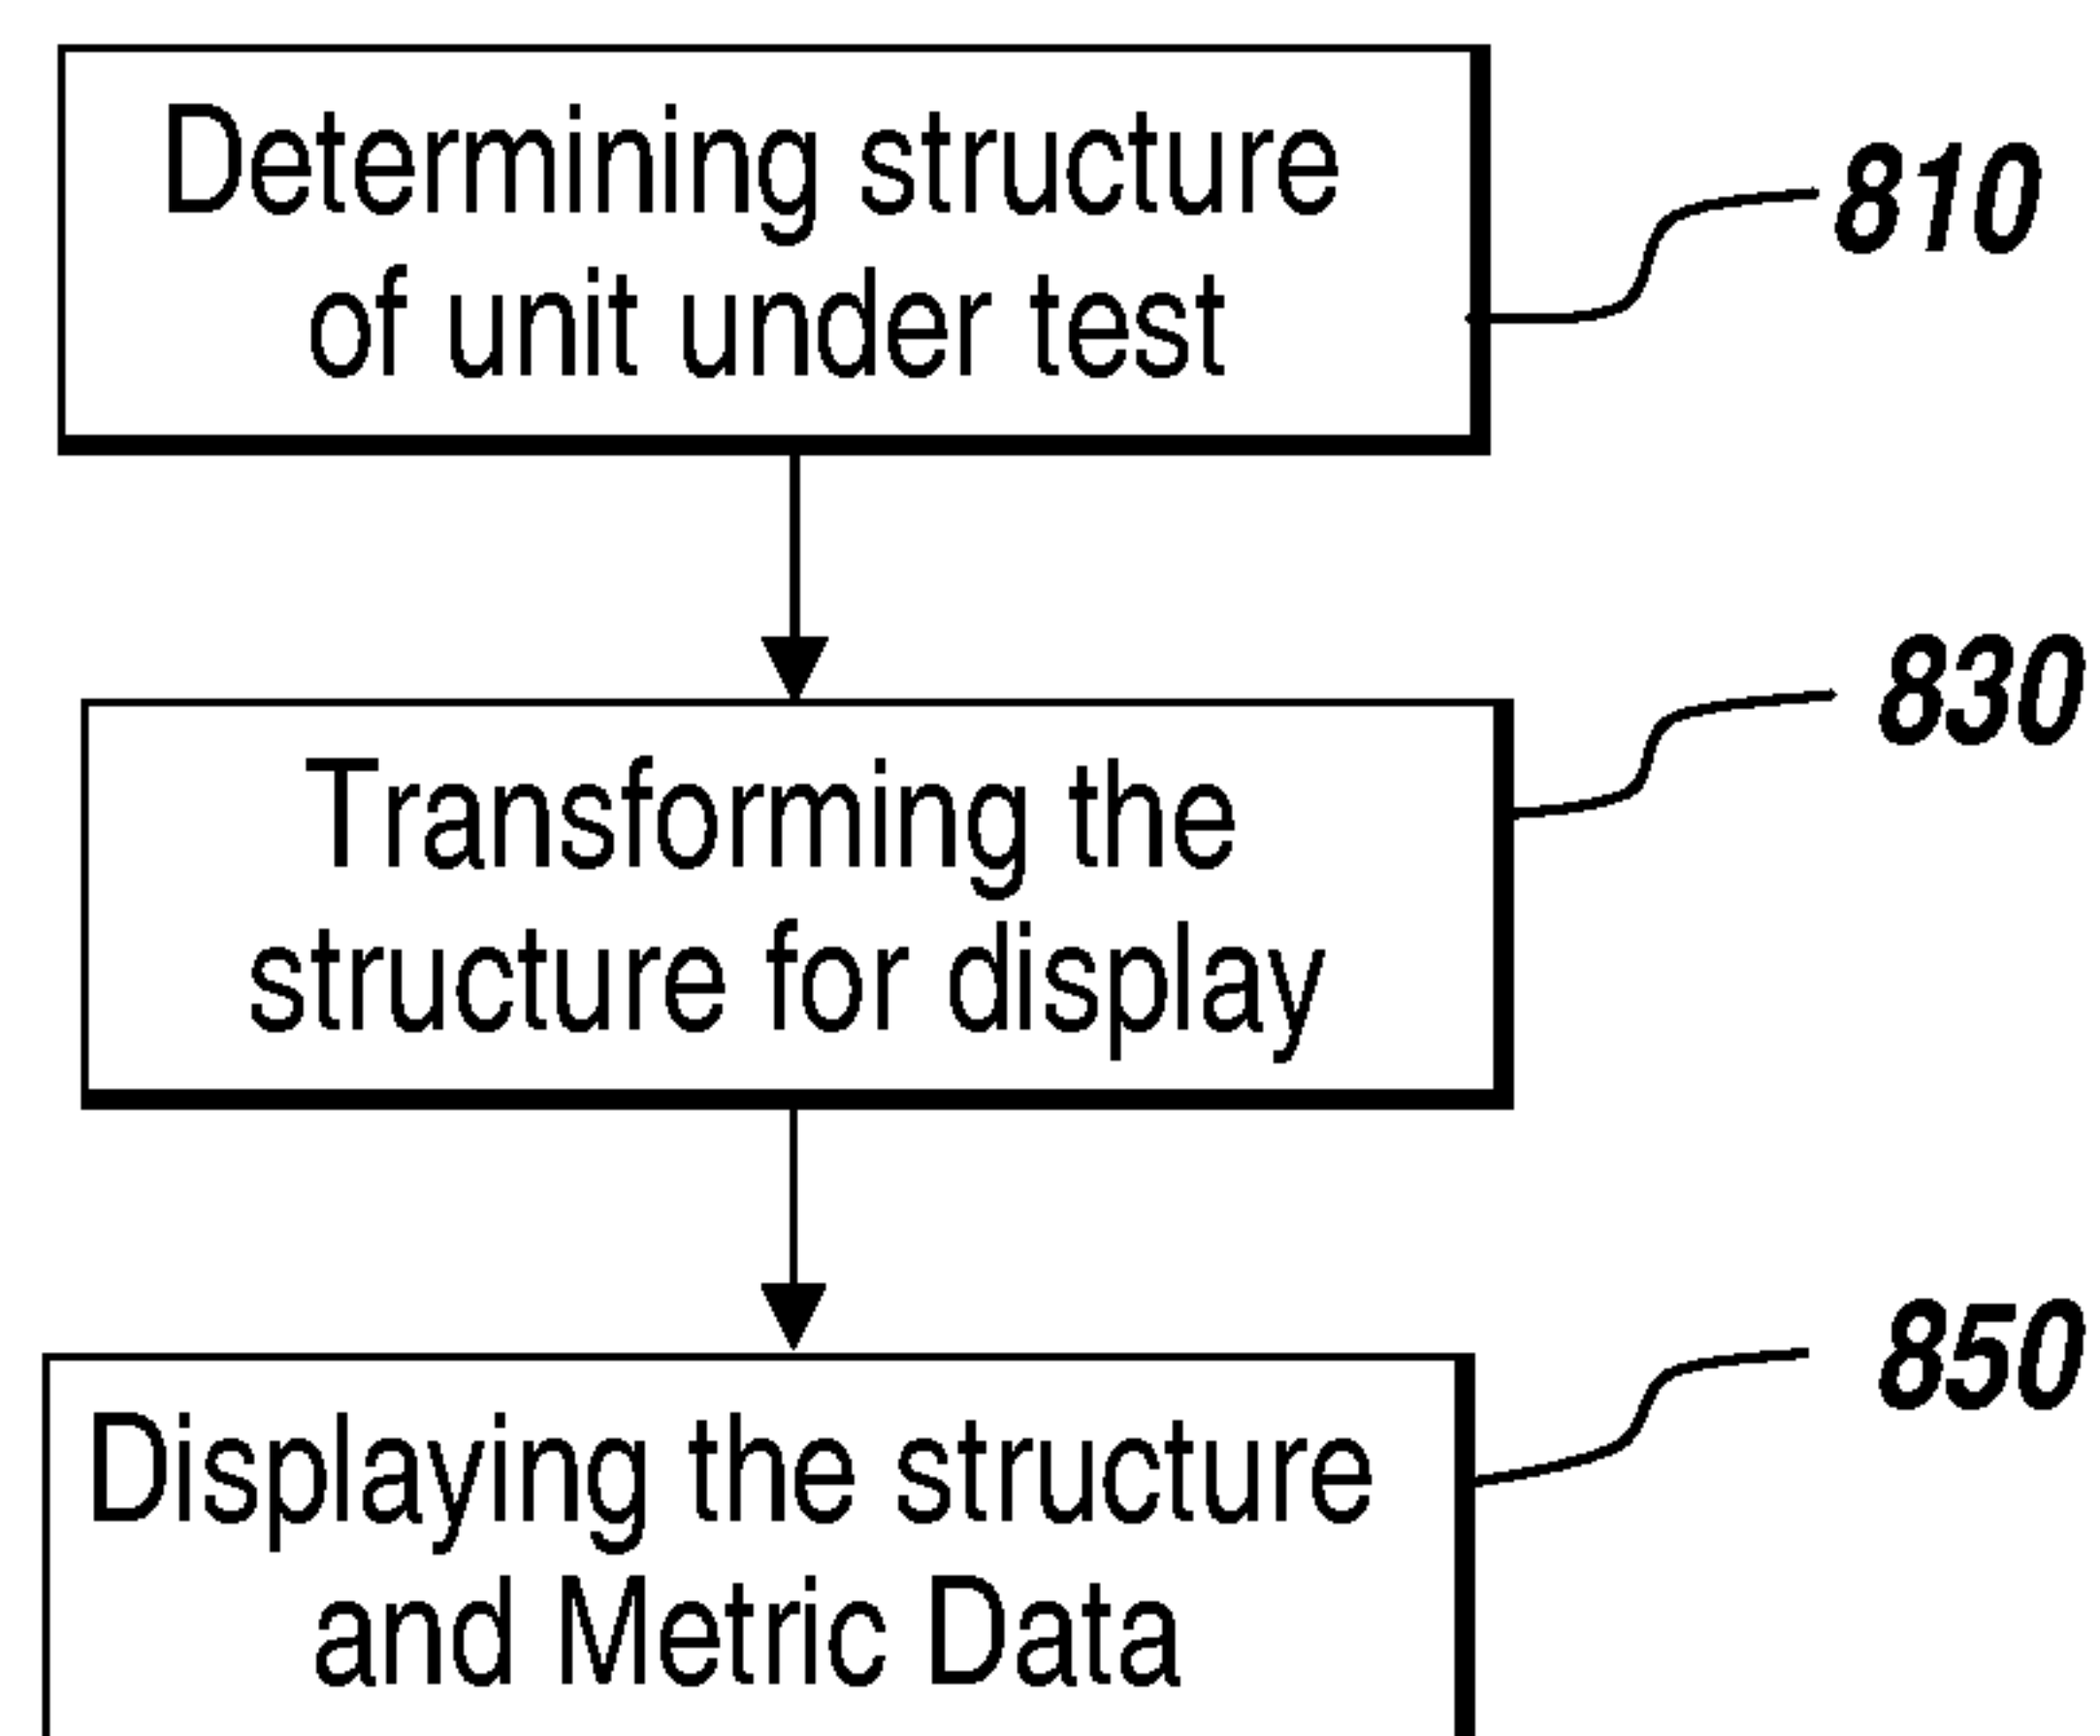 Determining structure
of unit under test
810
830
Transforming the
structure for display
850
Displaying the structure
and Metric Data